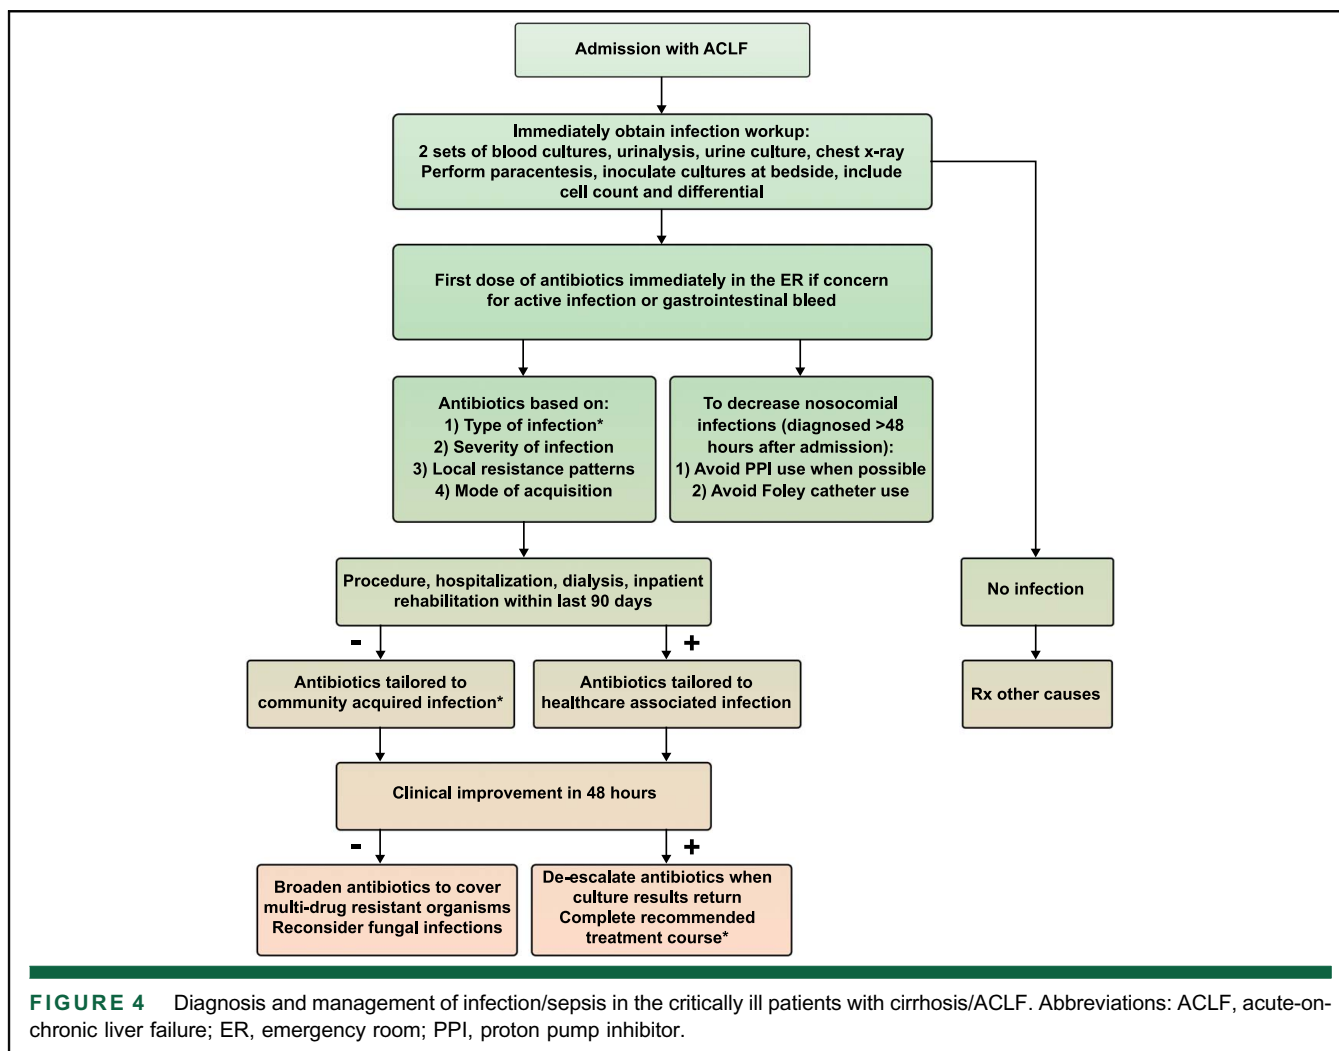 Admission with ACLF
Immediately obtain infection workup:
2 sets of blood cultures, urinalysis, urine culture, chest x-ray
Perform paracentesis, inoculate cultures at bedside, include
cell count and differential
First dose of antibiotics immediately in the ER if concern
for active infection or gastrointestinal bleed
Antibiotics based on:
1) Type of infection*
2) Severity of infection
3) Local resistance patterns
4) Mode of acquisition
To decrease nosocomial
infections (diagnosed >48
hours after admission):
1) Avoid PPI use when possible
2) Avoid Foley catheter use
Procedure, hospitalization, dialysis, inpatient
rehabilitation within last 90 days
No infection
-
+
Antibiotics tailored to
community acquired infection*
Antibiotics tailored to
healthcare associated infection
Rx other causes
Clinical improvement in 48 hours
-
+
Broaden antibiotics to cover
multi-drug resistant organisms
Reconsider fungal infections
De-escalate antibiotics when
culture results return
Complete recommended
treatment course*
FIGURE 4 Diagnosis and management of infection/sepsis in the critically ill patients with cirrhosis/ACLF. Abbreviations: ACLF, acute-on-
chronic liver failure; ER, emergency room; PPI, proton pump inhibitor.